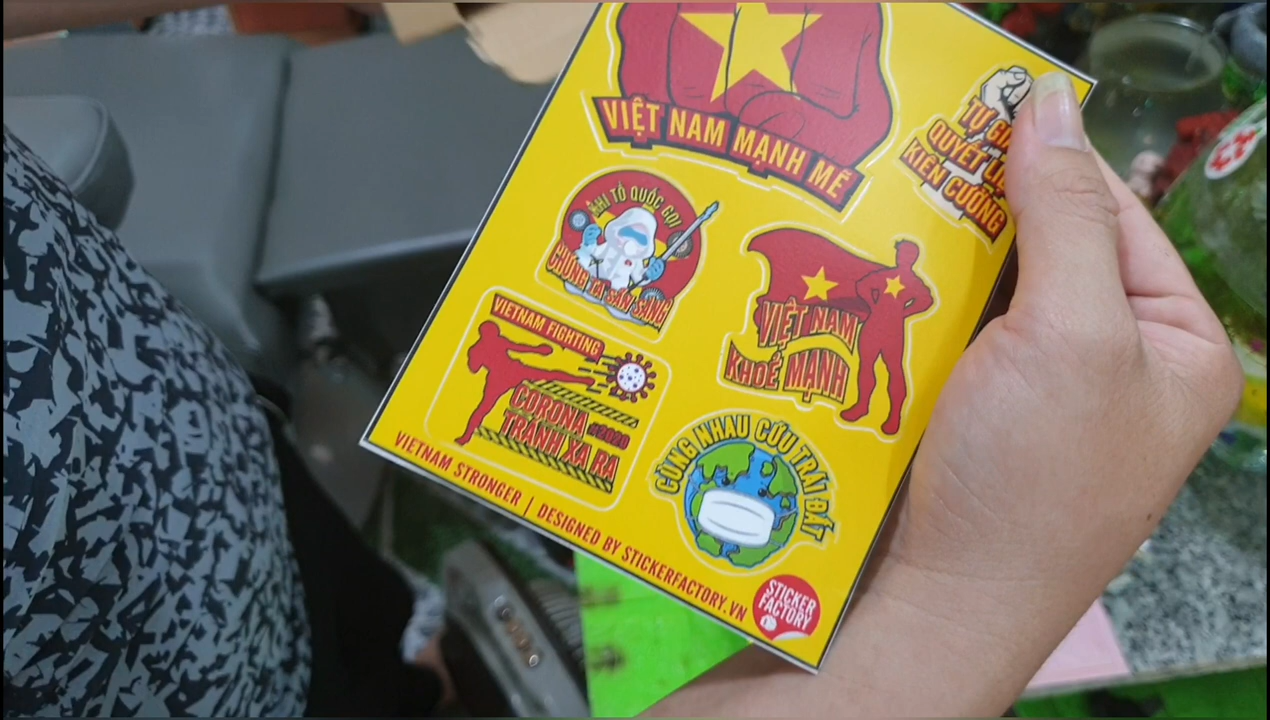 VIỆT NAM MẠNH MẼ
TỰ
QUYẾT
KIÊN CƯỜNG
KHI TỔ QUỐC GỌI
CHÚNG TA SẴN SÀNG
VIỆT NAM
KHOẺ MẠNH
VIETNAM FIGHTING
CORONA #2020
TRÁNH XA RA
CÙNG NHAU CỨU TRÁI ĐẤT
VIETNAM STRONGER | DESIGNED BY STICKERFACTORY.VN
STICKER
FACTORY